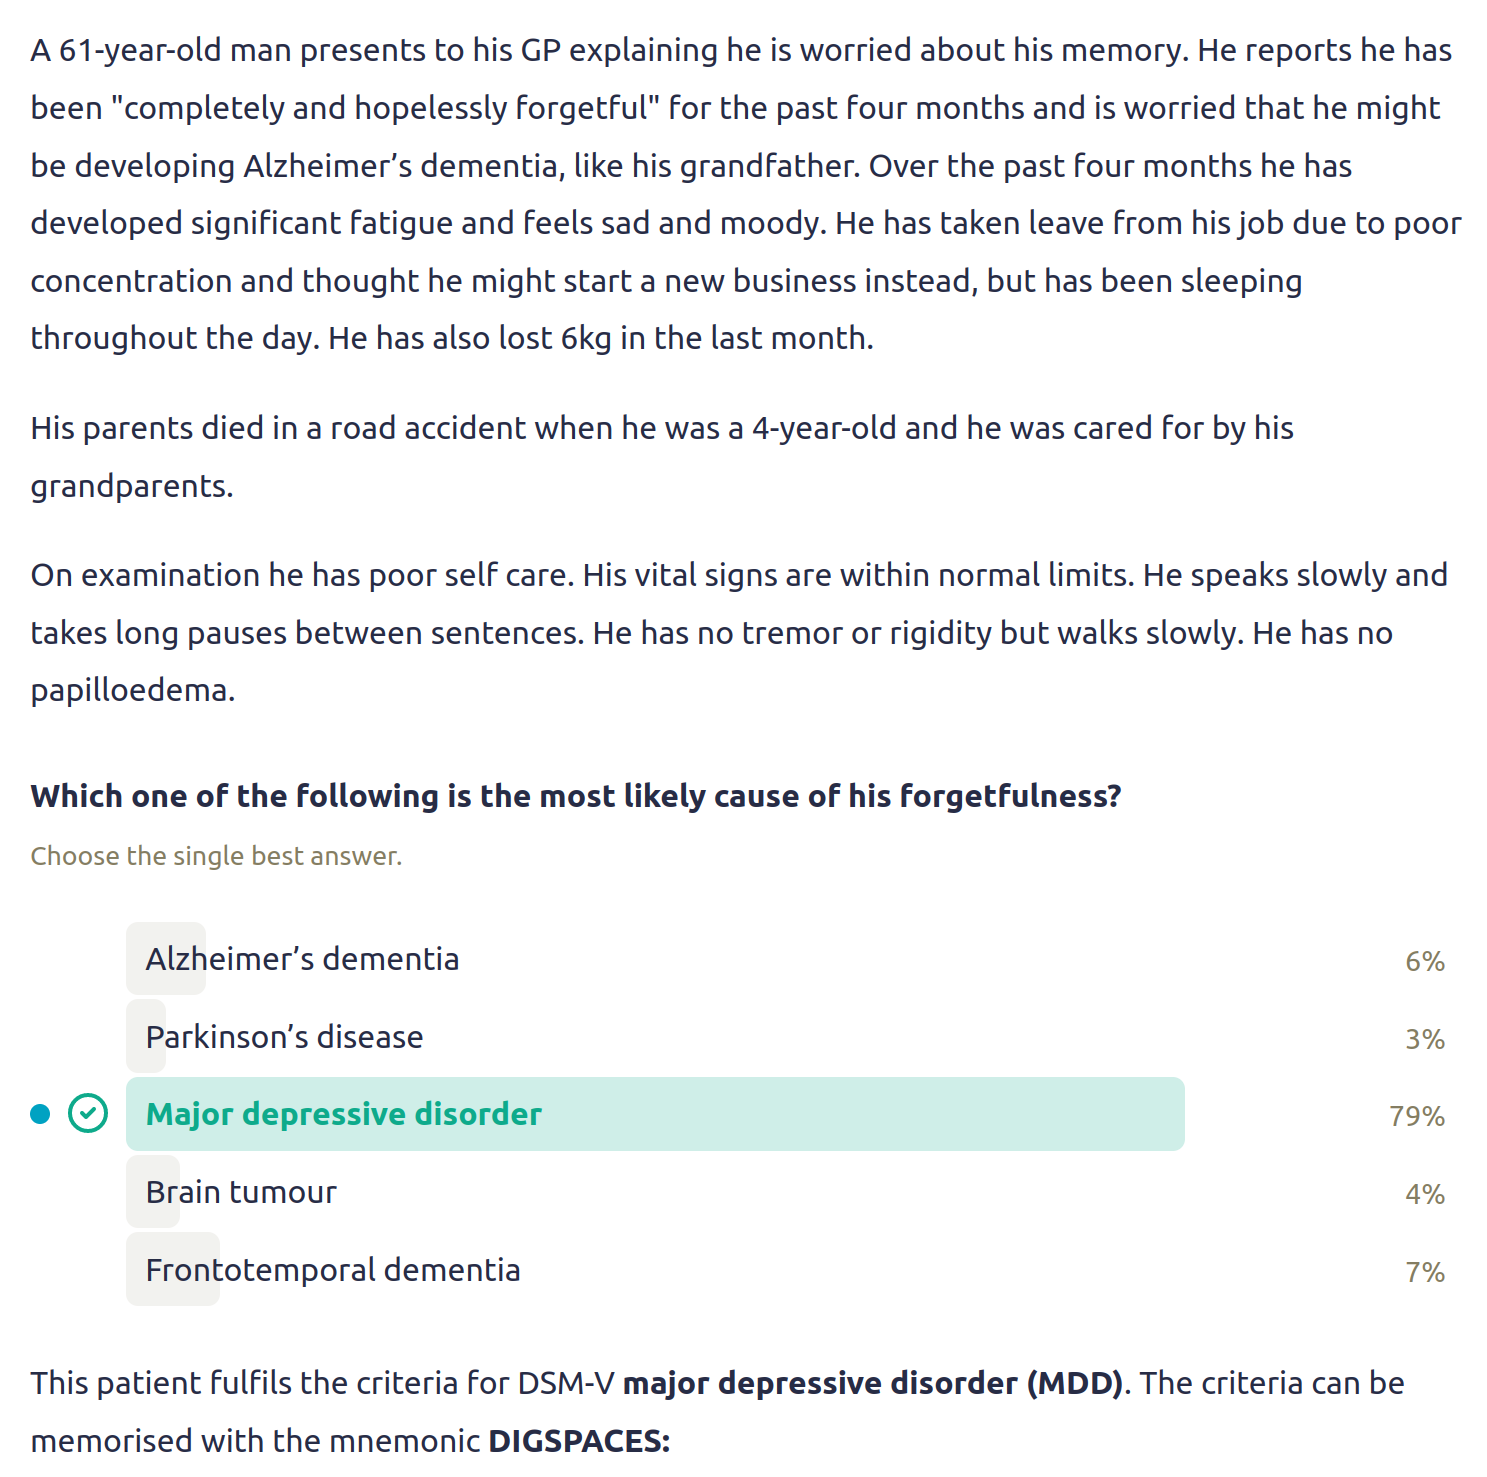 A 61-year-old man presents to his GP explaining he is worried about his memory. He reports he has
been "completely and hopelessly forgetful" for the past four months and is worried that he might
be developing Alzheimer’s dementia, like his grandfather. Over the past four months he has
developed significant fatigue and feels sad and moody. He has taken leave from his job due to poor
concentration and thought he might start a new business instead, but has been sleeping
throughout the day. He has also lost 6kg in the last month.
His parents died in a road accident when he was a 4-year-old and he was cared for by his
grandparents.
On examination he has poor self care. His vital signs are within normal limits. He speaks slowly and
takes long pauses between sentences. He has no tremor or rigidity but walks slowly. He has no
papilloedema.
Which one of the following is the most likely cause of his forgetfulness?
Choose the single best answer.
Alzheimer’s dementia 6%
Parkinson’s disease 3%
Major depressive disorder 79%
Brain tumour 4%
Frontotemporal dementia 7%
This patient fulfils the criteria for DSM-V major depressive disorder (MDD). The criteria can be
memorised with the mnemonic DIGSPACES: